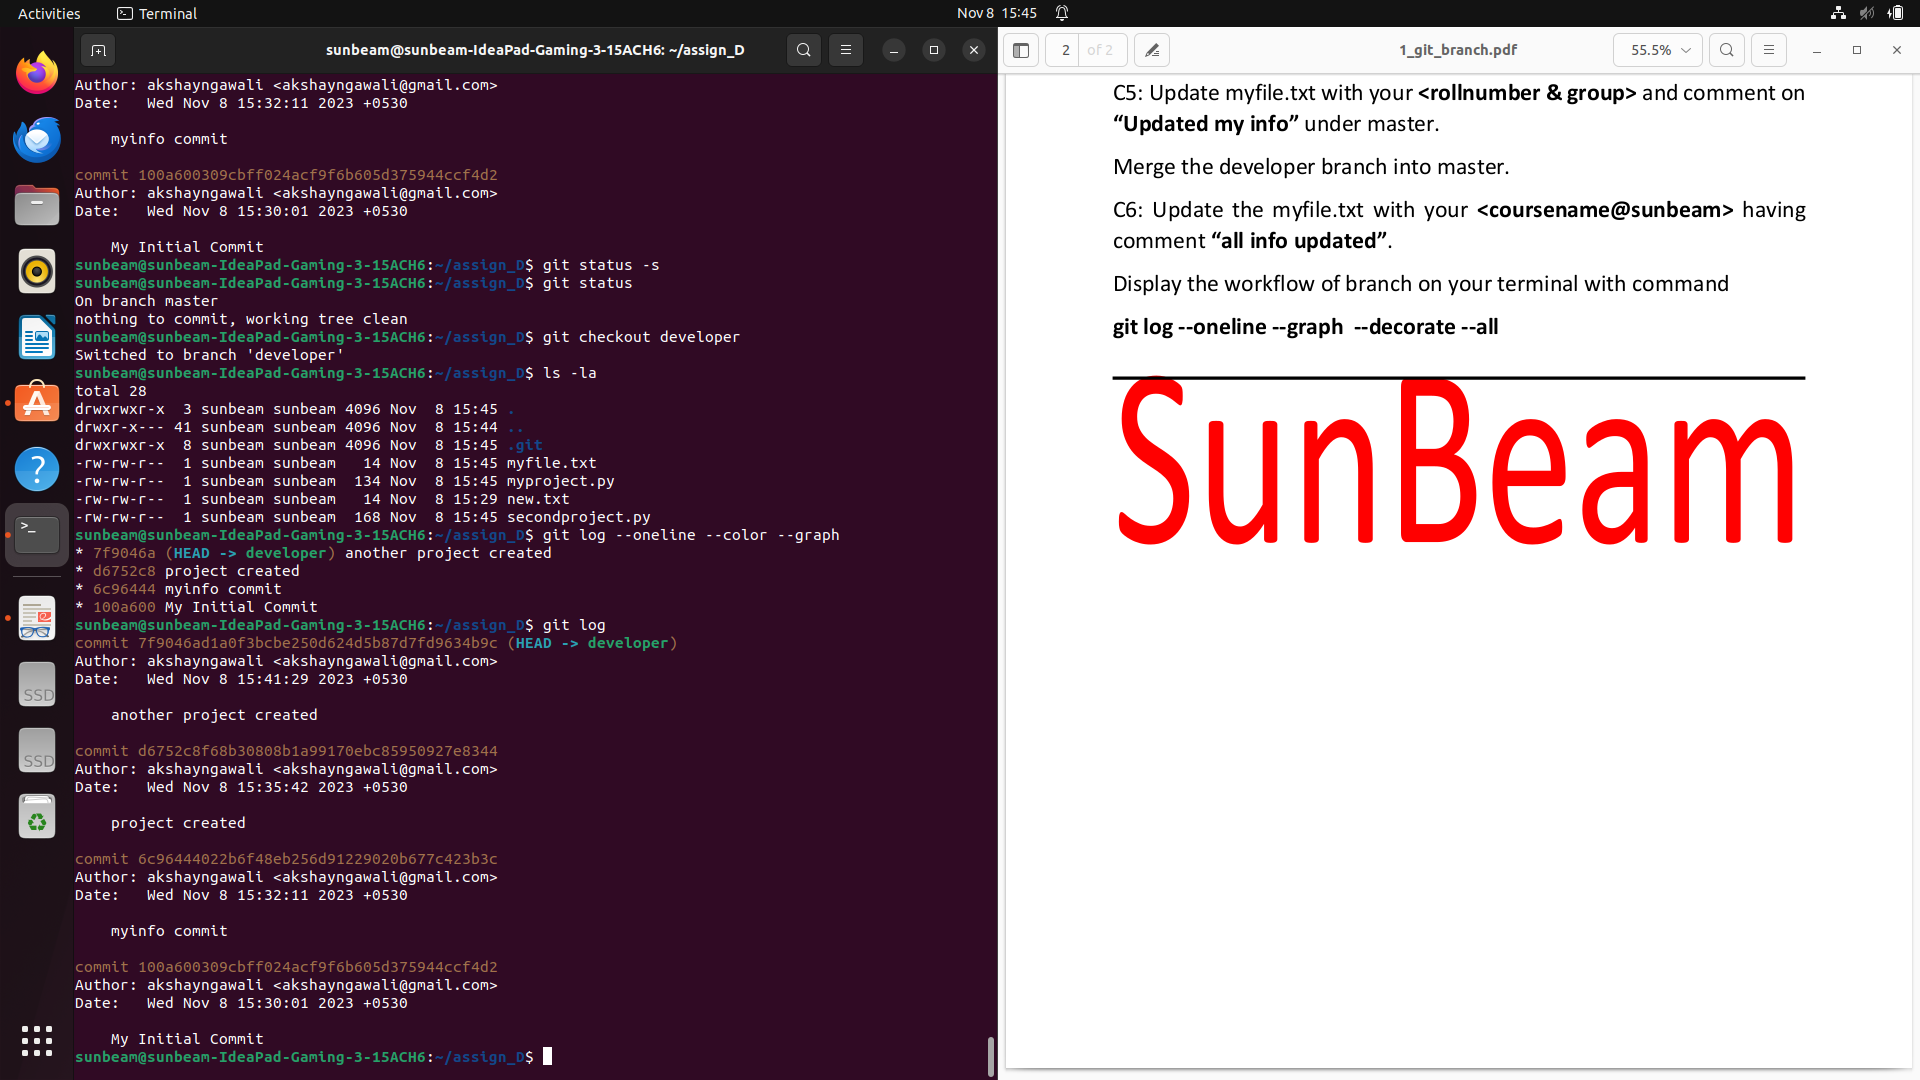 Activities
Terminal
Nov 8 15:45
sunbeam@sunbeam-IdeaPad-Gaming-3-15ACH6: ~/assign_D
Author: akshayngawali <akshayngawali@gmail.com>
Date:   Wed Nov 8 15:32:11 2023 +0530
    myinfo commit
commit 100a600309cbff024acf9f6b605d375944ccf4d2
Author: akshayngawali <akshayngawali@gmail.com>
Date:   Wed Nov 8 15:30:01 2023 +0530
    My Initial Commit
sunbeam@sunbeam-IdeaPad-Gaming-3-15ACH6:~/assign_D$ git status -s
sunbeam@sunbeam-IdeaPad-Gaming-3-15ACH6:~/assign_D$ git status
On branch master
nothing to commit, working tree clean
sunbeam@sunbeam-IdeaPad-Gaming-3-15ACH6:~/assign_D$ git checkout developer
Switched to branch 'developer'
sunbeam@sunbeam-IdeaPad-Gaming-3-15ACH6:~/assign_D$ ls -la
total 28
drwxrwxr-x  3 sunbeam sunbeam 4096 Nov  8 15:45 .
drwxr-x--- 41 sunbeam sunbeam 4096 Nov  8 15:44 ..
drwxrwxr-x  8 sunbeam sunbeam 4096 Nov  8 15:45 .git
-rw-rw-r--  1 sunbeam sunbeam   14 Nov  8 15:45 myfile.txt
-rw-rw-r--  1 sunbeam sunbeam  134 Nov  8 15:45 myproject.py
-rw-rw-r--  1 sunbeam sunbeam   14 Nov  8 15:29 new.txt
-rw-rw-r--  1 sunbeam sunbeam  168 Nov  8 15:45 secondproject.py
sunbeam@sunbeam-IdeaPad-Gaming-3-15ACH6:~/assign_D$ git log --oneline --color --graph
* 7f9046a (HEAD -> developer) another project created
* d6752c8 project created
* 6c96444 myinfo commit
* 100a600 My Initial Commit
sunbeam@sunbeam-IdeaPad-Gaming-3-15ACH6:~/assign_D$ git log
commit 7f9046ad1a0f3bcbe250d624d5b87d7fd9634b9c (HEAD -> developer)
Author: akshayngawali <akshayngawali@gmail.com>
Date:   Wed Nov 8 15:41:29 2023 +0530
    another project created
commit d6752c8f68b30808b1a99170ebc85950927e8344
Author: akshayngawali <akshayngawali@gmail.com>
Date:   Wed Nov 8 15:35:42 2023 +0530
    project created
commit 6c96444022b6f48eb256d91229020b677c423b3c
Author: akshayngawali <akshayngawali@gmail.com>
Date:   Wed Nov 8 15:32:11 2023 +0530
    myinfo commit
commit 100a600309cbff024acf9f6b605d375944ccf4d2
Author: akshayngawali <akshayngawali@gmail.com>
Date:   Wed Nov 8 15:30:01 2023 +0530
    My Initial Commit
sunbeam@sunbeam-IdeaPad-Gaming-3-15ACH6:~/assign_D$
SSD
SSD
2 of 2
1_git_branch.pdf
55.5%
C5: Update myfile.txt with your <rollnumber & group> and comment on
“Updated my info” under master.
Merge the developer branch into master.
C6: Update the myfile.txt with your <coursename@sunbeam> having
comment “all info updated”.
Display the workflow of branch on your terminal with command
git log --oneline --graph  --decorate --all
SunBeam